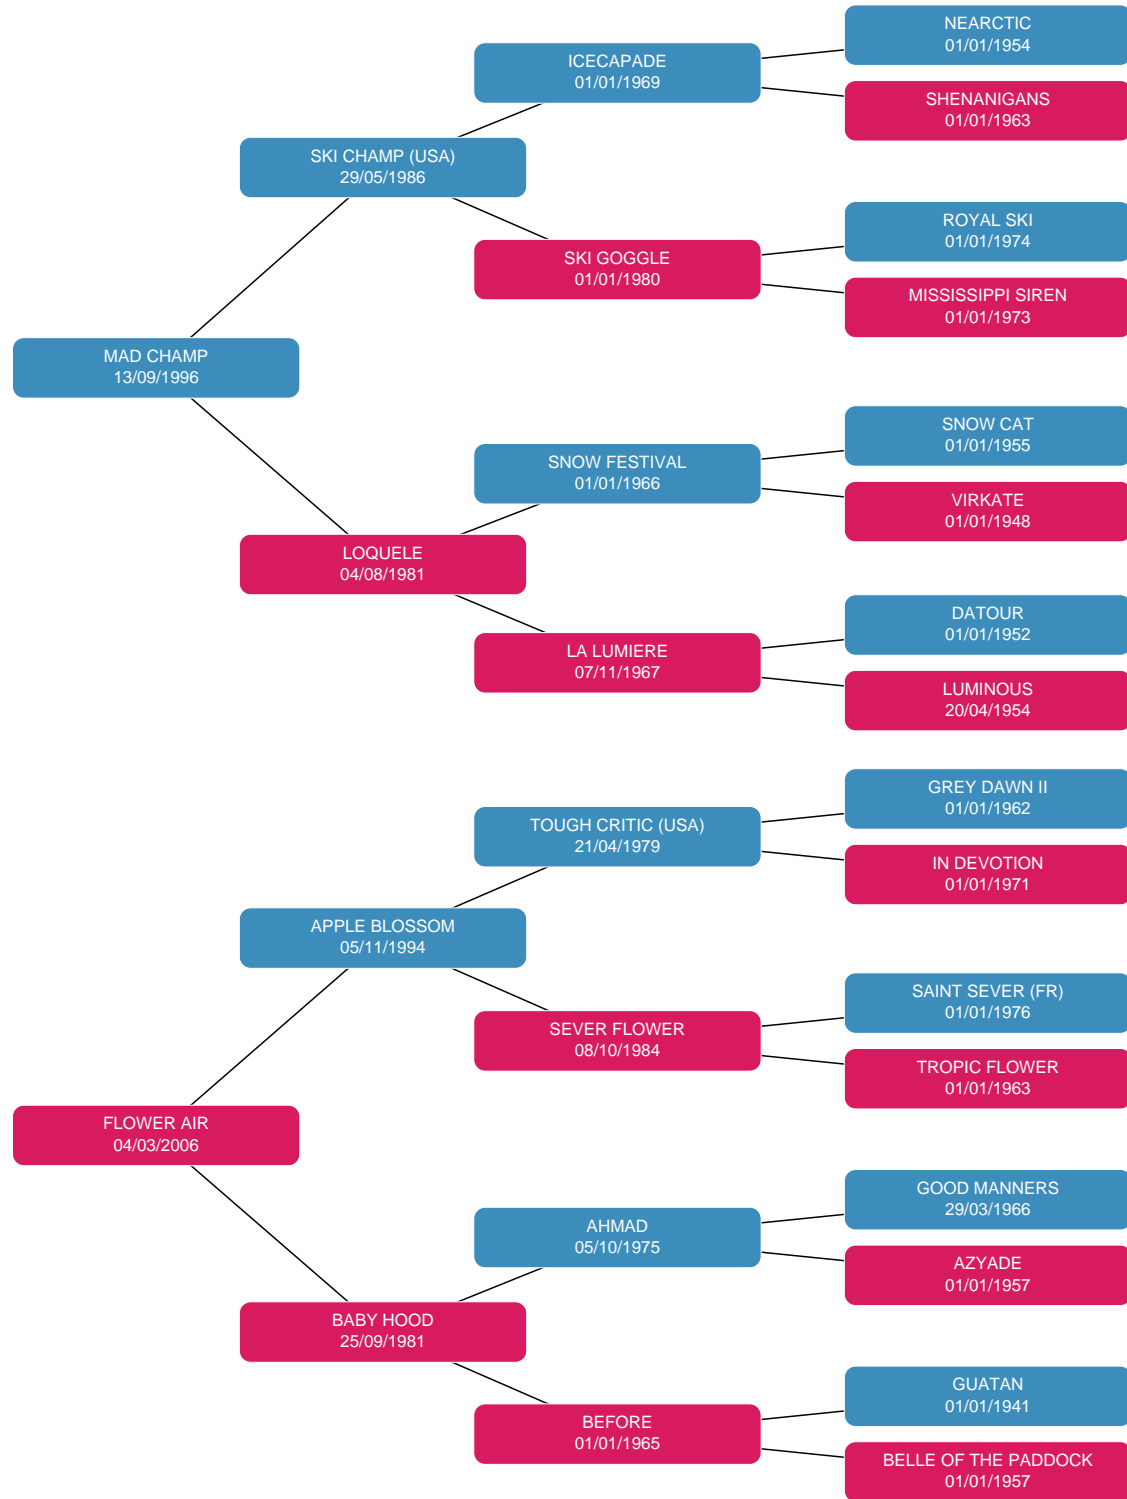 NEARCTIC
01/01/1954
ICECAPADE
01/01/1969
SHENANIGANS
01/01/1963
SKI CHAMP (USA)
29/05/1986
ROYAL SKI
01/01/1974
SKI GOGGLE
01/01/1980
MISSISSIPPI SIREN
01/01/1973
MAD CHAMP
13/09/1996
SNOW CAT
01/01/1955
SNOW FESTIVAL
01/01/1966
VIRKATE
01/01/1948
LOQUELE
04/08/1981
DATOUR
01/01/1952
LA LUMIERE
07/11/1967
LUMINOUS
20/04/1954
GREY DAWN II
01/01/1962
TOUGH CRITIC (USA)
21/04/1979
IN DEVOTION
01/01/1971
APPLE BLOSSOM
05/11/1994
SAINT SEVER (FR)
01/01/1976
SEVER FLOWER
08/10/1984
TROPIC FLOWER
01/01/1963
FLOWER AIR
04/03/2006
GOOD MANNERS
29/03/1966
AHMAD
05/10/1975
AZYADE
01/01/1957
BABY HOOD
25/09/1981
GUATAN
01/01/1941
BEFORE
01/01/1965
BELLE OF THE PADDOCK
01/01/1957